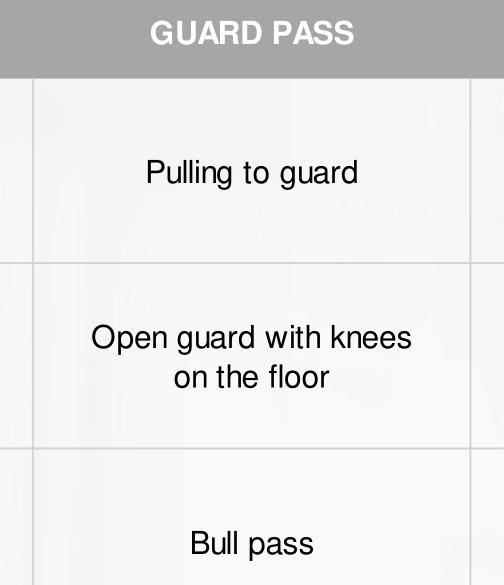 GUARD PASS
Pulling to guard
Open guard with knees
on the floor
Bull pass